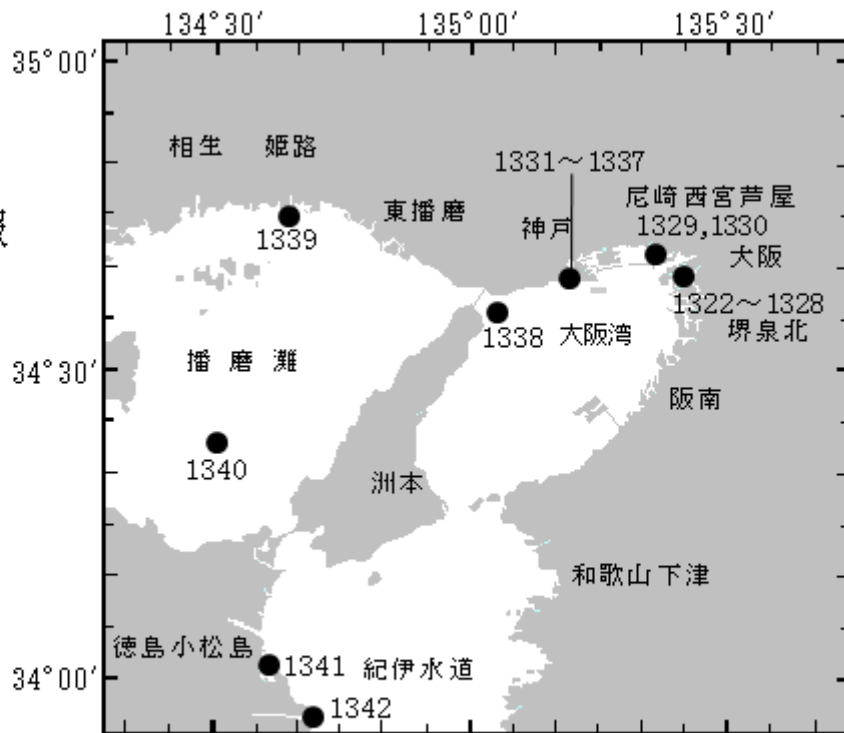 134°30′ 135°00′ 135°30′
35°00′
相生 姫路
1331～1337
東播磨
神戸
尼崎西宮芦屋
1329,1330
1339
大阪
1322～1328
堺泉北
1338 大阪湾
播磨灘
34°30′
阪南
1340
洲本
和歌山下津
徳島小松島
1341 紀伊水道
34°00′
1342